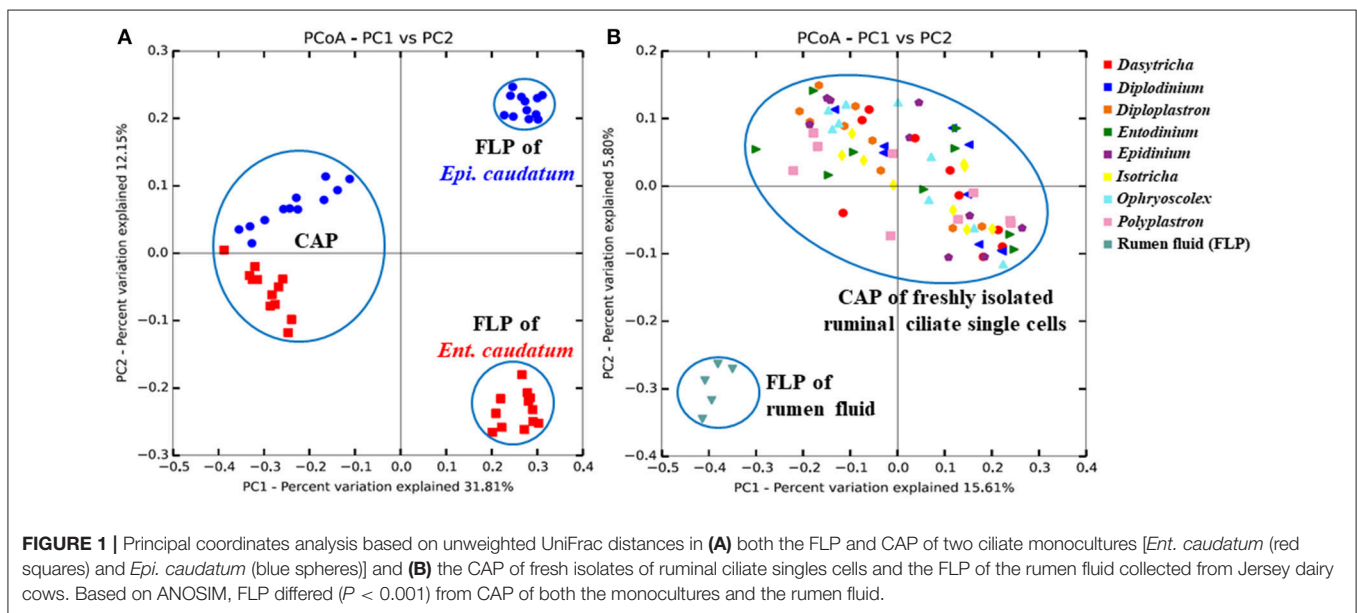 A
PCoA - PC1 vs PC2
0.3
0.2
0.1
0.0
−0.1
−0.2
−0.3
PC2 - Percent variation explained 12.15%
FLP of
Epi. caudatum
CAP
FLP of
Ent. caudatum
−0.5 −0.4 −0.3 −0.2 −0.1 0.0 0.1 0.2 0.3 0.4
PC1 - Percent variation explained 31.81%
B
PCoA - PC1 vs PC2
0.2
0.1
0.0
−0.1
−0.2
−0.3
−0.4
PC2 - Percent variation explained 5.80%
CAP of freshly isolated
ruminal ciliate single cells
FLP of
rumen fluid
−0.5 −0.4 −0.3 −0.2 −0.1 0.0 0.1 0.2 0.3 0.4
PC1 - Percent variation explained 15.61%
Dasytricha
Diplodinium
Diploplastron
Entodinium
Epidinium
Isotricha
Ophryoscolex
Polyplastron
Rumen fluid (FLP)
FIGURE 1 | Principal coordinates analysis based on unweighted UniFrac distances in (A) both the FLP and CAP of two ciliate monocultures [Ent. caudatum (red
squares) and Epi. caudatum (blue spheres)] and (B) the CAP of fresh isolates of ruminal ciliate singles cells and the FLP of the rumen fluid collected from Jersey dairy
cows. Based on ANOSIM, FLP differed (P < 0.001) from CAP of both the monocultures and the rumen fluid.